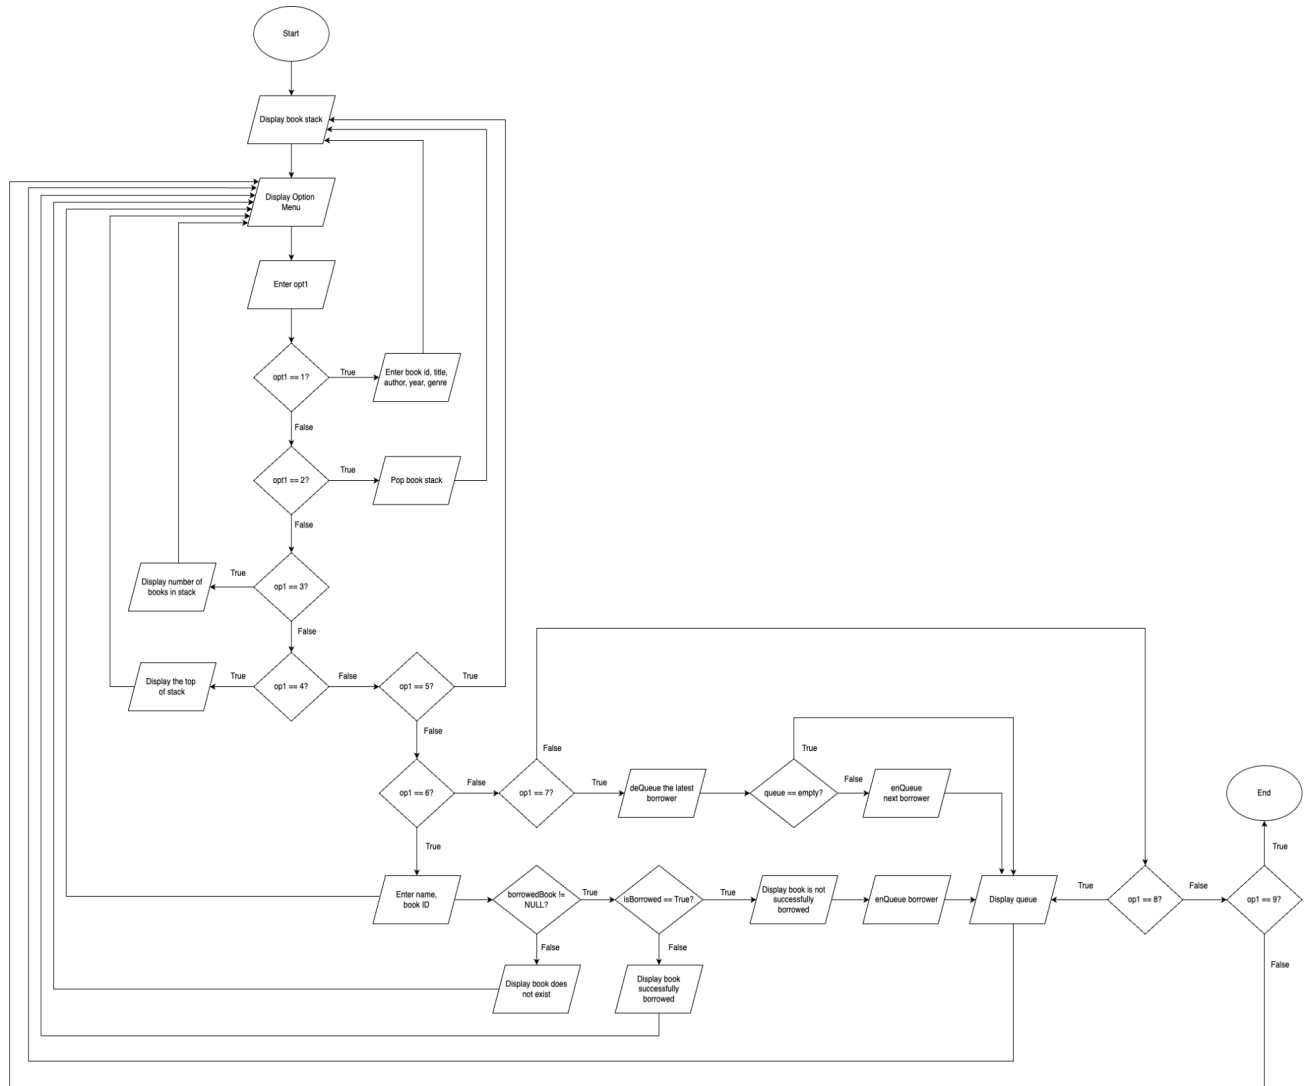 Start
Display book stack
Display Option
Menu
Enter opt1
opt1 == 1?
True
Enter book id, title,
author, year, genre
False
opt1 == 2?
True
Pop book stack
False
Display number of
books in stack
True
op1 == 3?
False
Display the top
of stack
True
op1 == 4?
False
op1 == 5?
True
False
False
True
op1 == 6?
False
op1 == 7?
True
deQueue the latest
borrower
queue == empty?
False
enQueue
next borrower
End
True
True
Enter name,
book ID
borrowedBook !=
NULL?
True
isBorrowed == True?
True
Display book is not
successfully
borrowed
enQueue borrower
Display queue
True
op1 == 8?
False
op1 == 9?
False
False
False
Display book does
not exist
Display book
successfully
borrowed